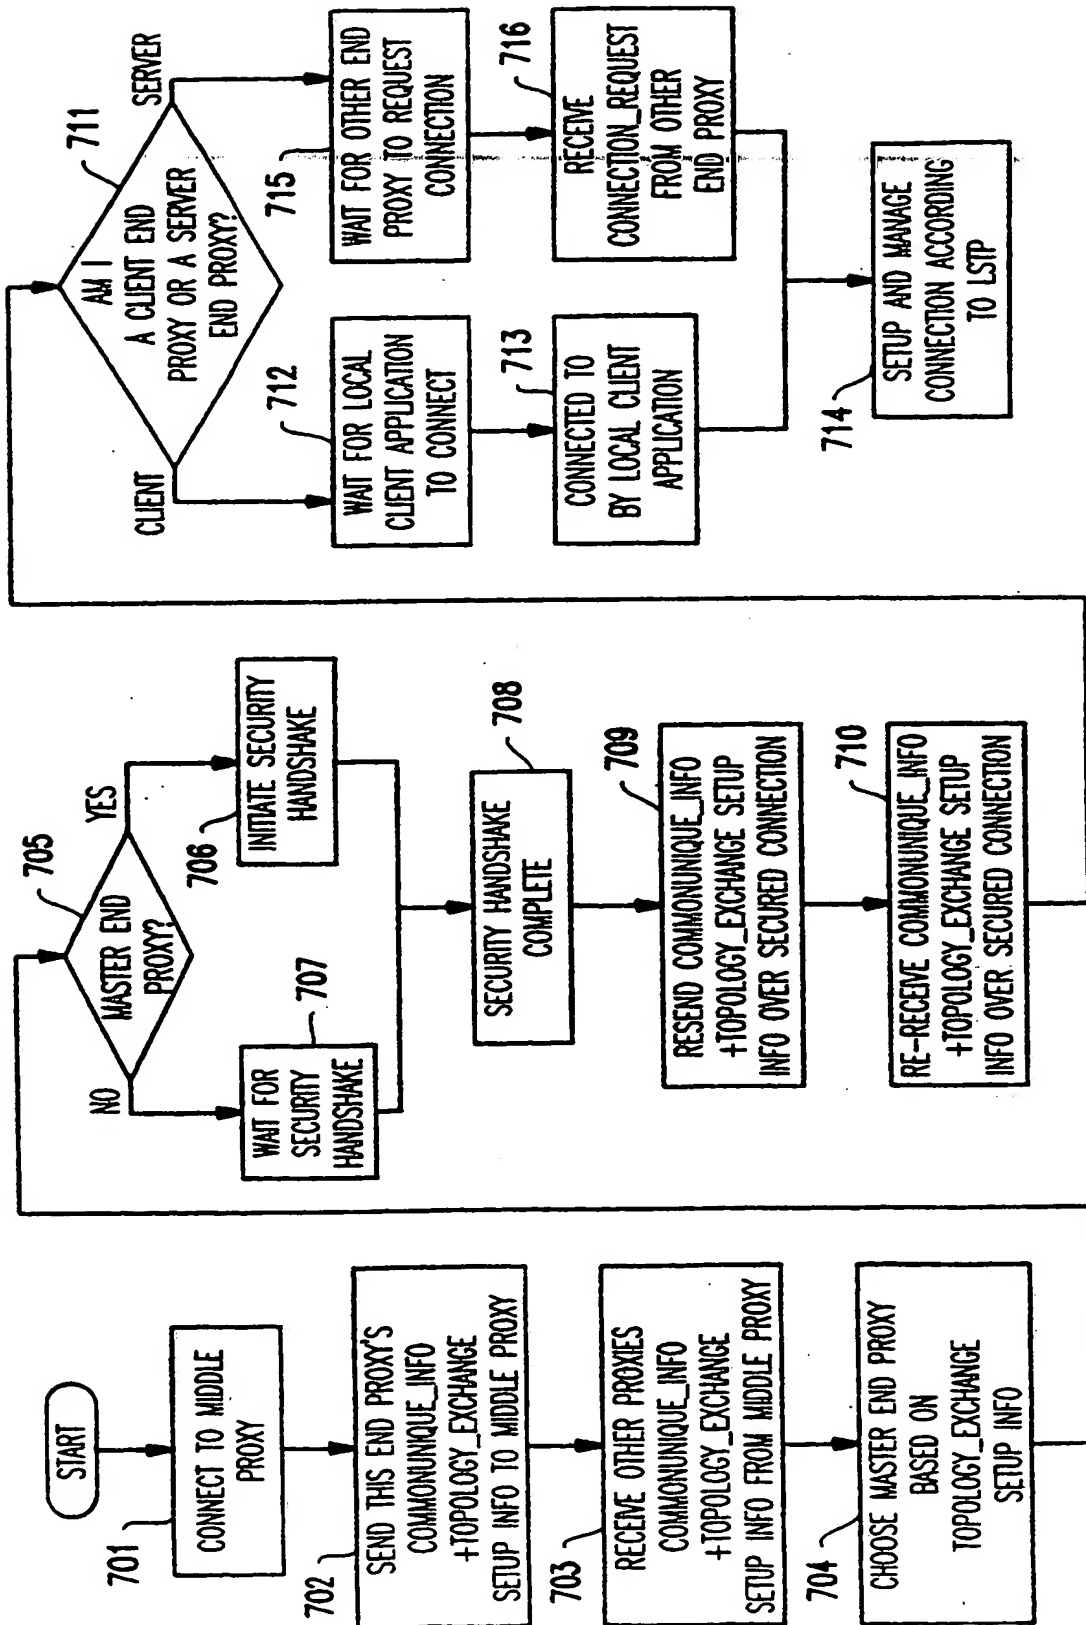 START
701
CONNECT TO MIDDLE
PROXY
702
SEND THIS END PROXY'S
COMMONUNIQUE_INFO
+TOPOLOGY_EXCHANGE
SETUP INFO TO MIDDLE PROXY
703
RECEIVE OTHER PROXIES
COMMONUNIQUE_INFO
+TOPOLOGY_EXCHANGE
SETUP INFO FROM MIDDLE PROXY
704
CHOOSE MASTER END PROXY
BASED ON
TOPOLOGY_EXCHANGE
SETUP INFO
705
MASTER END
PROXY?
NO
YES
707
WAIT FOR
SECURITY
HANDSHAKE
706
INITIATE SECURITY
HANDSHAKE
708
SECURITY HANDSHAKE
COMPLETE
709
RESEND COMMONUNIQUE_INFO
+TOPOLOGY_EXCHANGE SETUP
INFO OVER SECURED CONNECTION
710
RE-RECEIVE COMMONUNIQUE_INFO
+TOPOLOGY_EXCHANGE SETUP
INFO OVER SECURED CONNECTION
711
AM I
A CLIENT END
PROXY OR A SERVER
END PROXY?
CLIENT
SERVER
712
WAIT FOR LOCAL
CLIENT APPLICATION
TO CONNECT
713
CONNECTED TO
BY LOCAL CLIENT
APPLICATION
715
WAIT FOR OTHER END
PROXY TO REQUEST
CONNECTION
716
RECEIVE
CONNECTION_REQUEST
FROM OTHER
END PROXY
714
SETUP AND MANAGE
CONNECTION ACCORDING
TO LSTP